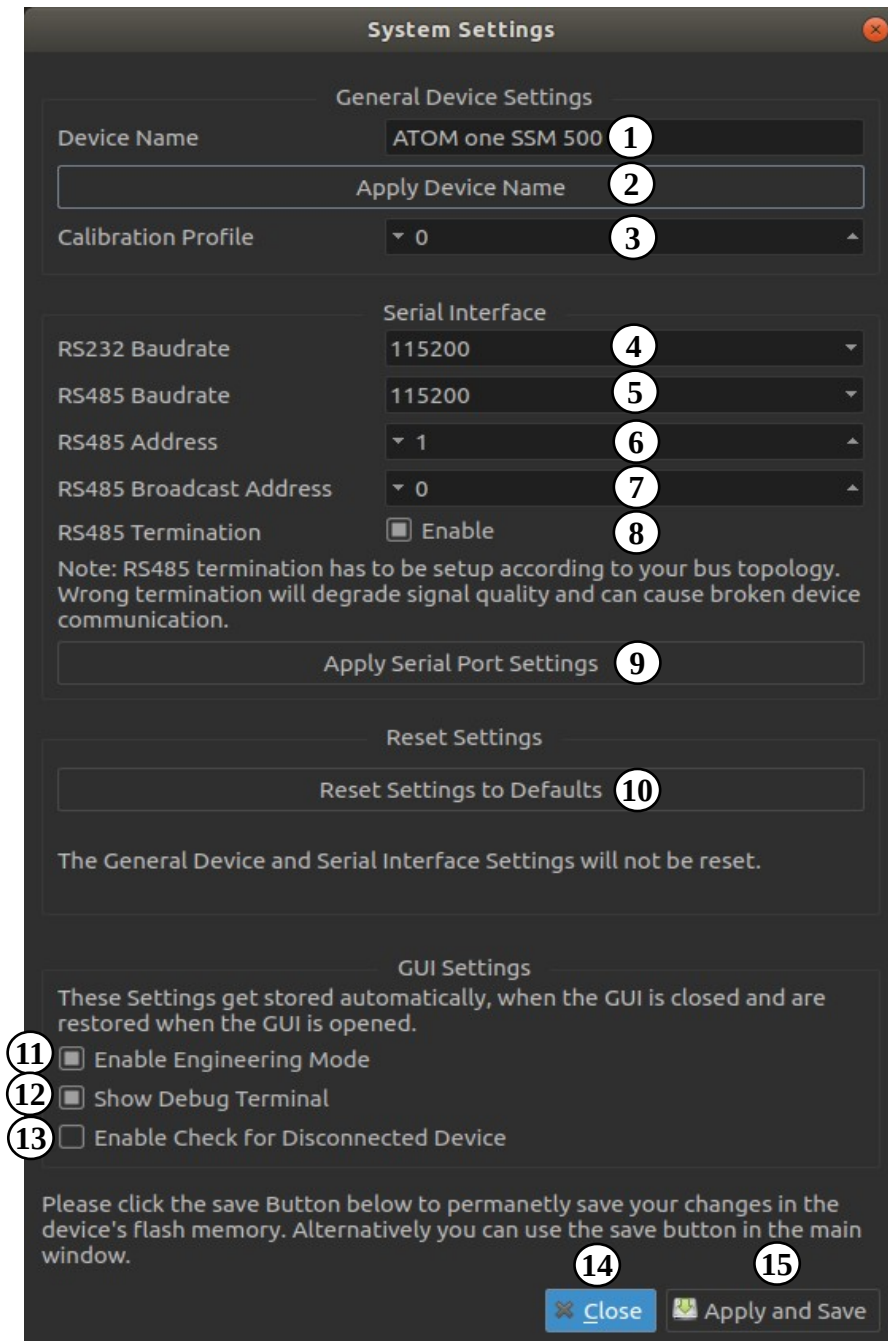 System Settings
General Device Settings
Device Name ATOM one SSM 500 1
Apply Device Name 2
Calibration Profile 0 3
Serial Interface
RS232 Baudrate 115200 4
RS485 Baudrate 115200 5
RS485 Address 1 6
RS485 Broadcast Address 0 7
RS485 Termination Enable 8
Note: RS485 termination has to be setup according to your bus topology.
Wrong termination will degrade signal quality and can cause broken device
communication.
Apply Serial Port Settings 9
Reset Settings
Reset Settings to Defaults 10
The General Device and Serial Interface Settings will not be reset.
GUI Settings
These Settings get stored automatically, when the GUI is closed and are
restored when the GUI is opened.
11 Enable Engineering Mode
12 Show Debug Terminal
13 Enable Check for Disconnected Device
Please click the save Button below to permanetly save your changes in the
device's flash memory. Alternatively you can use the save button in the main
window.
14 15
Close Apply and Save